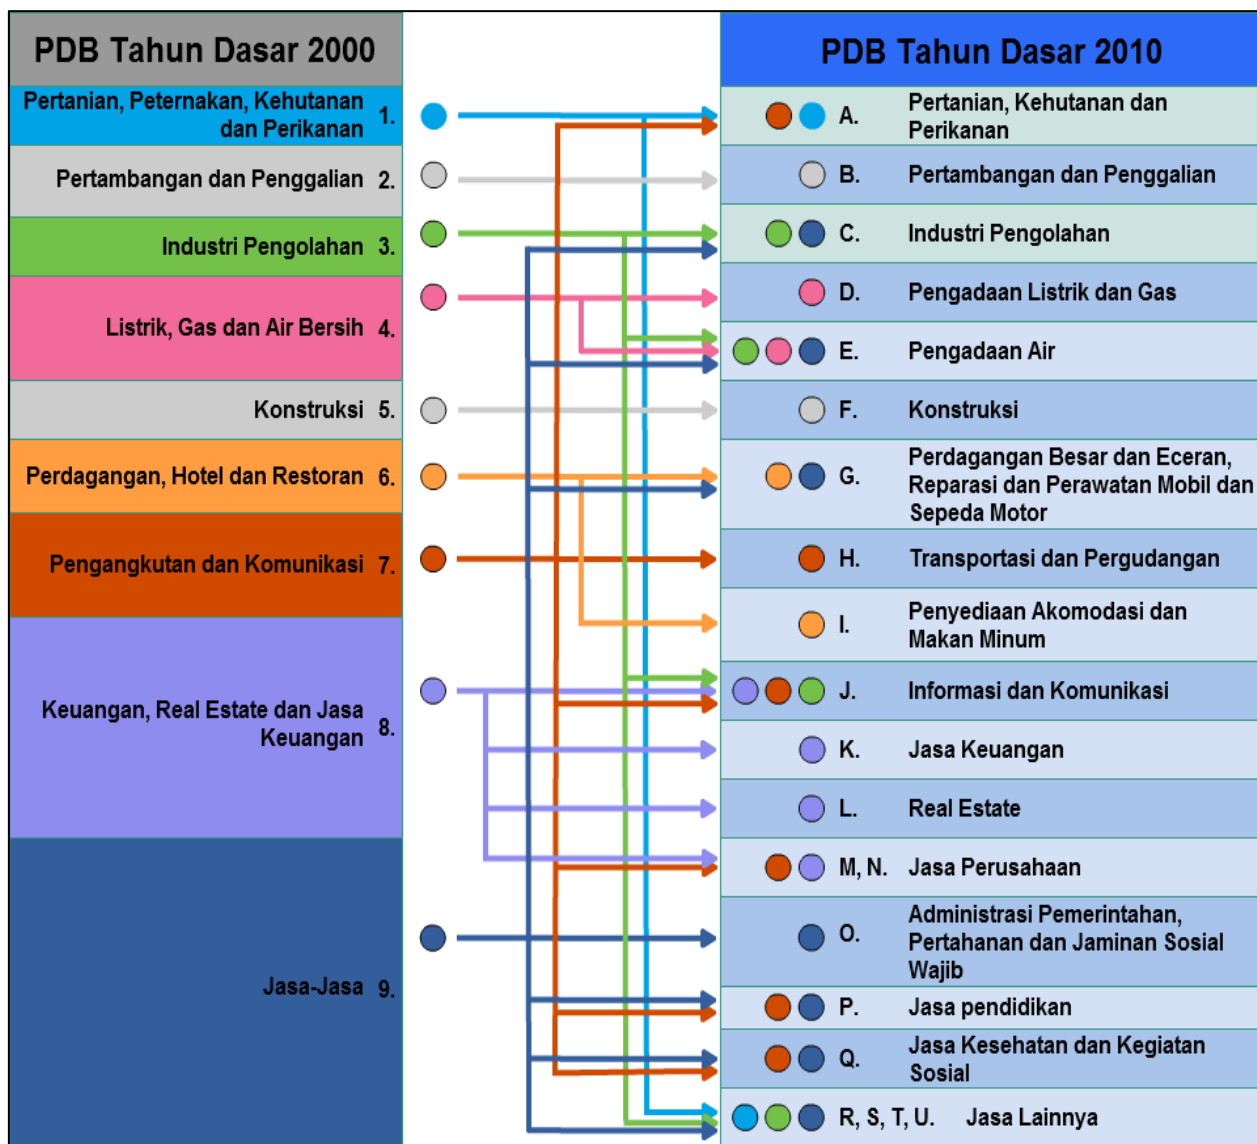 PDB Tahun Dasar 2000
Pertanian, Peternakan, Kehutanan
dan Perikanan 1.
Pertambangan dan Penggalian 2.
Industri Pengolahan 3.
Listrik, Gas dan Air Bersih 4.
Konstruksi 5.
Perdagangan, Hotel dan Restoran 6.
Pengangkutan dan Komunikasi 7.
Keuangan, Real Estate dan Jasa
Keuangan 8.
Jasa-Jasa 9.
PDB Tahun Dasar 2010
A. Pertanian, Kehutanan dan
Perikanan
B. Pertambangan dan Penggalian
C. Industri Pengolahan
D. Pengadaan Listrik dan Gas
E. Pengadaan Air
F. Konstruksi
G. Perdagangan Besar dan Eceran,
Reparasi dan Perawatan Mobil dan
Sepeda Motor
H. Transportasi dan Pergudangan
I. Penyediaan Akomodasi dan
Makan Minum
J. Informasi dan Komunikasi
K. Jasa Keuangan
L. Real Estate
M, N. Jasa Perusahaan
O. Administrasi Pemerintahan,
Pertahanan dan Jaminan Sosial
Wajib
P. Jasa pendidikan
Q. Jasa Kesehatan dan Kegiatan
Sosial
R, S, T, U. Jasa Lainnya